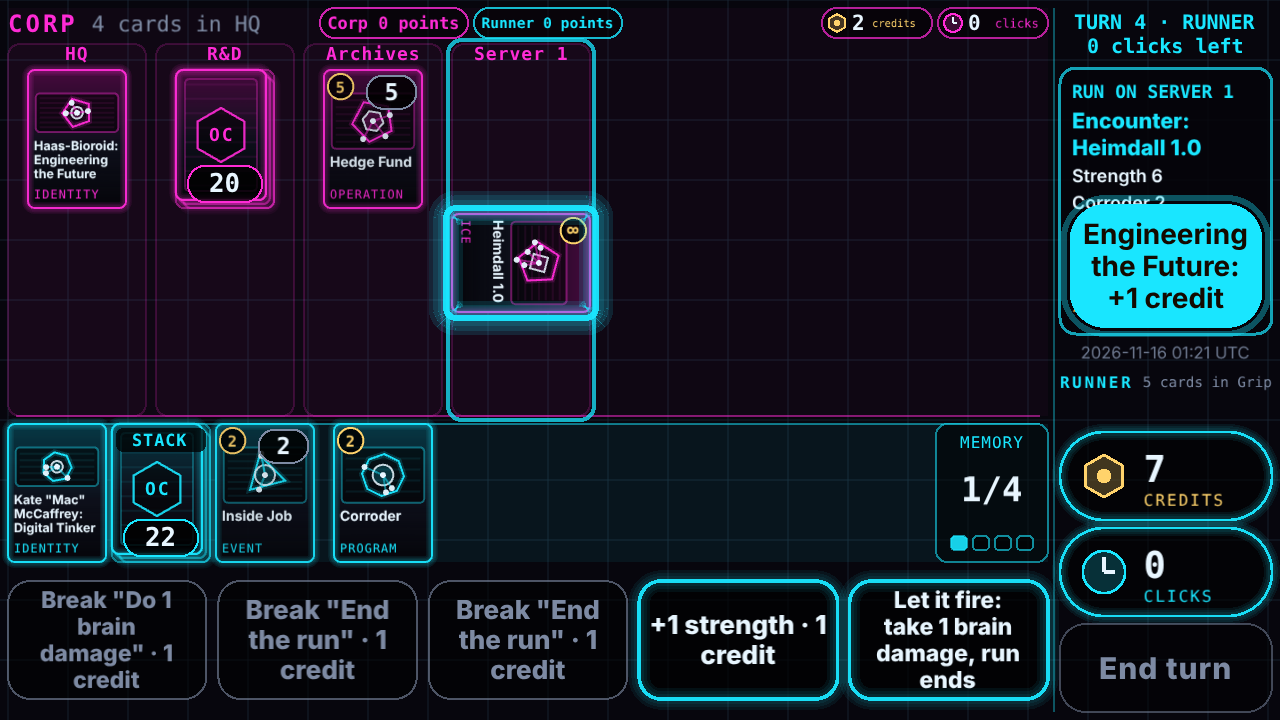 CORP 4 cards in HQ
Corp 0 points
Runner 0 points
2 credits
0 clicks
TURN 4 · RUNNER
0 clicks left
HQ
R&D
Archives
Server 1
Haas-Bioroid:
Engineering
the Future
IDENTITY
OC
20
5
5
Hedge Fund
OPERATION
ICE
Heimdall 1.0
8
RUN ON SERVER 1
Encounter:
Heimdall 1.0
Strength 6
Corroder 2
Engineering
the Future:
+1 credit
2026-11-16 01:21 UTC
RUNNER 5 cards in Grip
Kate "Mac"
McCaffrey:
Digital Tinker
IDENTITY
STACK
OC
22
2
2
Inside Job
EVENT
2
Corroder
PROGRAM
MEMORY
1/4
7
CREDITS
0
CLICKS
Break "Do 1
brain
damage" · 1
credit
Break "End
the run" · 1
credit
Break "End
the run" · 1
credit
+1 strength · 1
credit
Let it fire:
take 1 brain
damage, run
ends
End turn